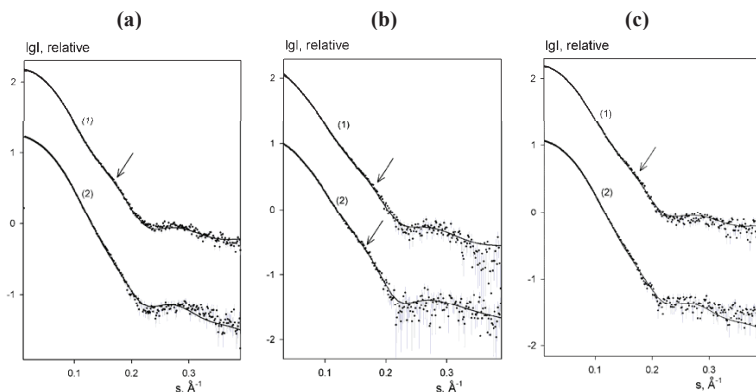 (a) (b) (c)
lgI, relative
2
1
0
-1
(1)
(2)
0.1 0.2 0.3
s, Å-1
lgI, relative
2
1
0
-1
-2
(1)
(2)
0.1 0.2 0.3
s, Å-1
lgI, relative
2
1
0
-1
-2
(1)
(2)
0.1 0.2 0.3
s, Å-1